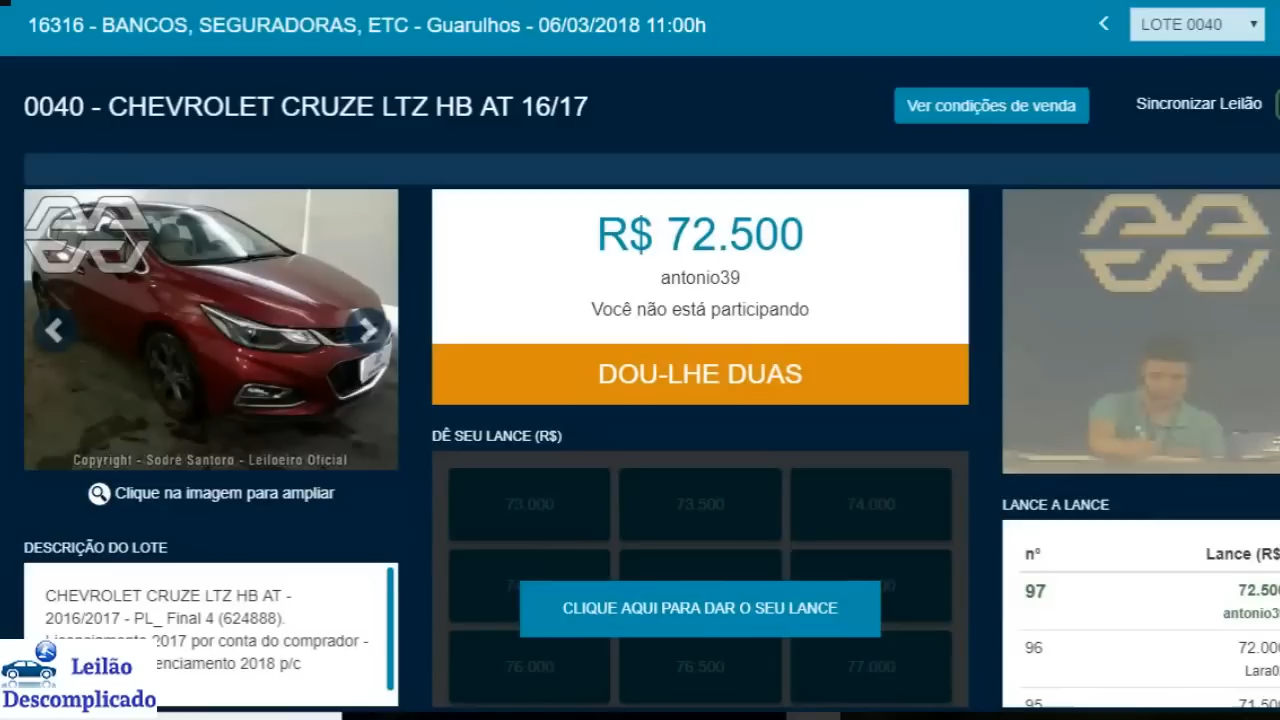 16316 - BANCOS, SEGURADORAS, ETC - Guarulhos - 06/03/2018 11:00h
LOTE 0040
0040 - CHEVROLET CRUZE LTZ HB AT 16/17
Ver condições de venda
Sincronizar Leilão
R$ 72.500
antonio39
Você não está participando
DOU-LHE DUAS
Copyright - Sodré Santoro - Leiloeiro Oficial
Clique na imagem para ampliar
DÊ SEU LANCE (R$)
73.000 73.500 74.000
CLIQUE AQUI PARA DAR O SEU LANCE
76.000 76.500 77.000
DESCRIÇÃO DO LOTE
CHEVROLET CRUZE LTZ HB AT -
2016/2017 - PL_ Final 4 (624888).
2017 por conta do comprador -
enciamento 2018 p/c
Leilão
Descomplicado
LANCE A LANCE
nº Lance (R$
97 72.500
antonio3
96 72.00
Lara0
95 71.50